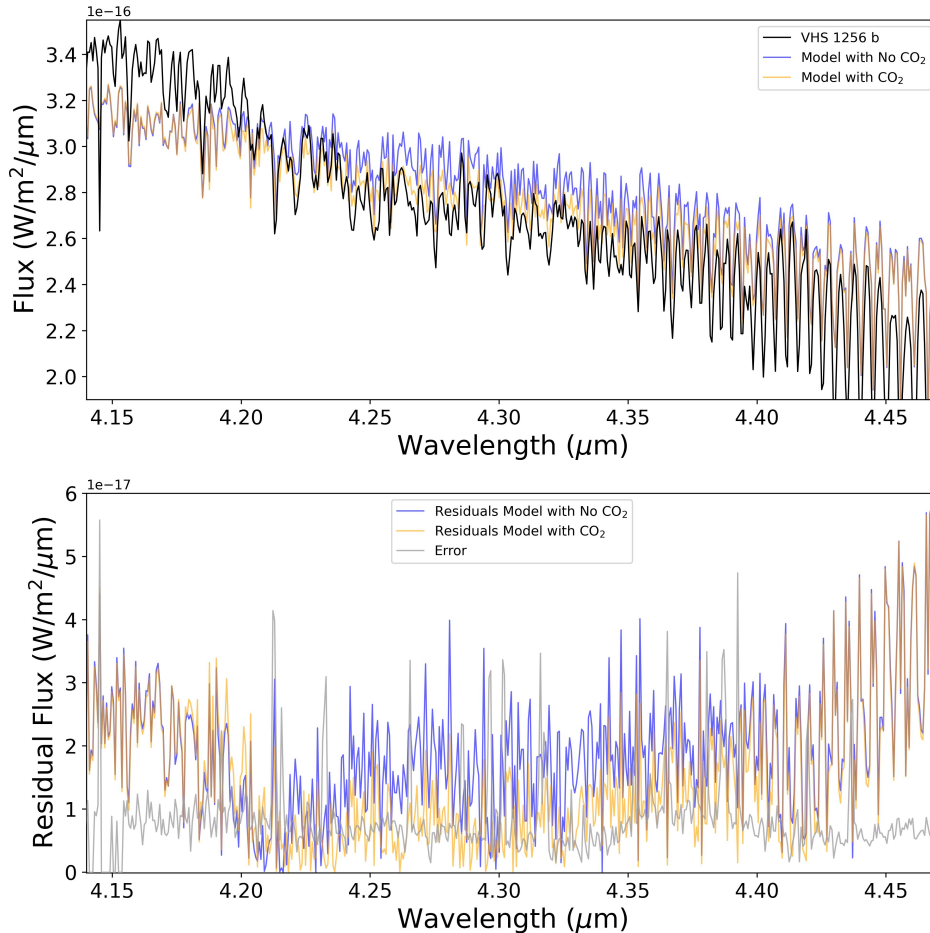 1e−16
3.4
3.2
3.0
2.8
2.6
2.4
2.2
2.0
Flux (W/m²/μm)
VHS 1256 b
Model with No CO₂
Model with CO₂
4.15 4.20 4.25 4.30 4.35 4.40 4.45
Wavelength (μm)
1e−17
6
5
4
3
2
1
0
Residual Flux (W/m²/μm)
Residuals Model with No CO₂
Residuals Model with CO₂
Error
4.15 4.20 4.25 4.30 4.35 4.40 4.45
Wavelength (μm)